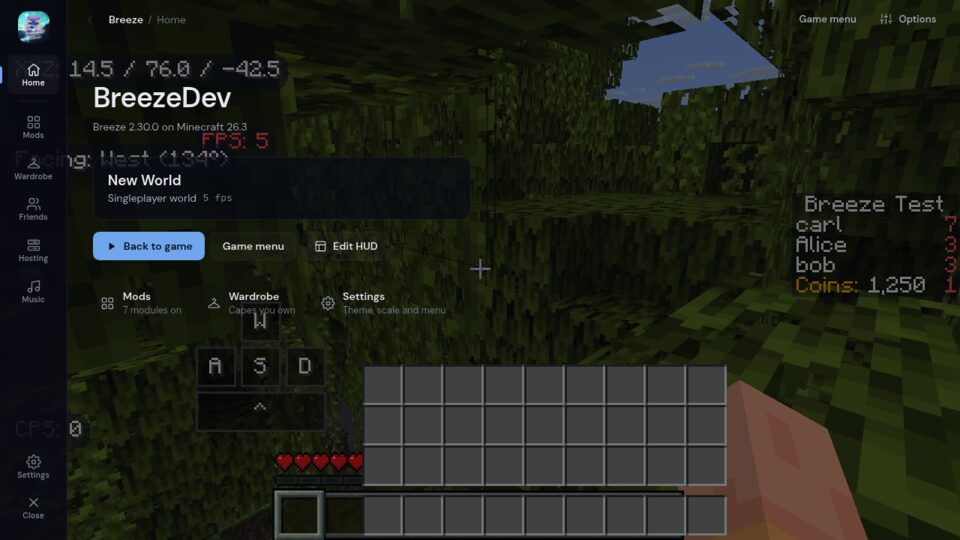 Breeze / Home
Game menu
Options
XYZ: 14.5 / 76.0 / -42.5
Home
BreezeDev
Breeze 2.30.0 on Minecraft 26.3
FPS: 5
Mods
Facing: West (134°)
Wardrobe
New World
Singleplayer world 5 fps
Friends
Breeze Test
carl 7
Alice 3
bob 3
Coins: 1,250 1
Hosting
Back to game
Game menu
Edit HUD
Music
Mods
7 modules on
Wardrobe
Capes you own
Settings
Theme, scale and menu
W
A S D
^
CPS: 0
Settings
Close